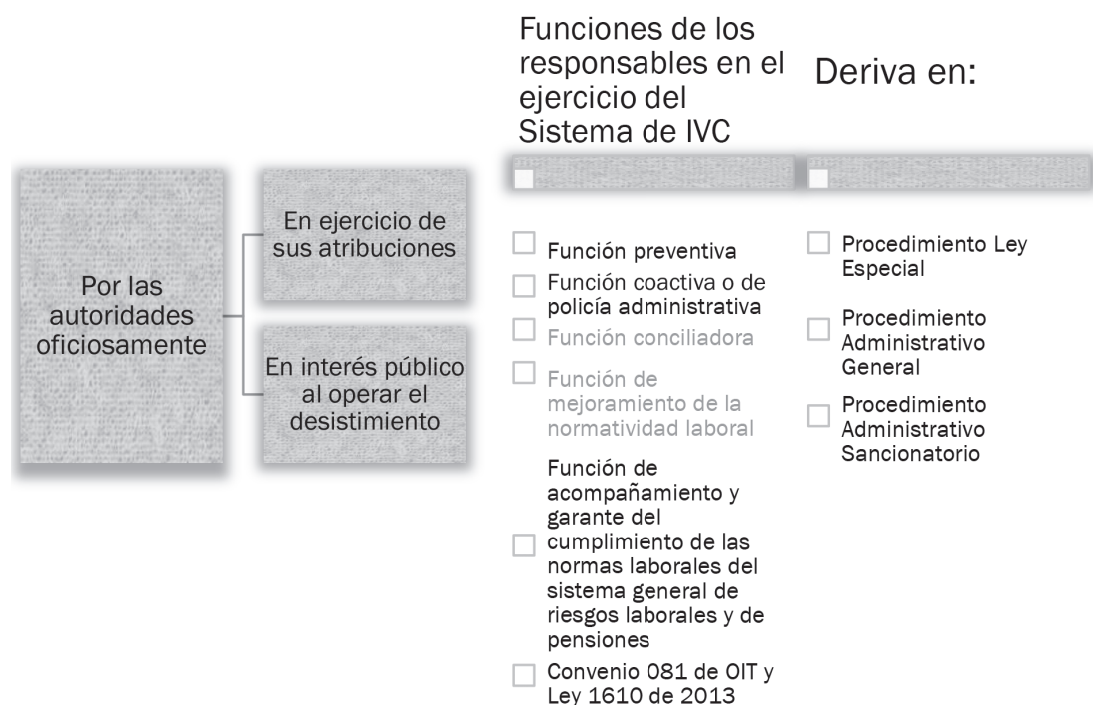 Por las
autoridades
oficiosamente
En ejercicio de
sus atribuciones
En interés público
al operar el
desistimiento
Funciones de los
responsables en el
ejercicio del
Sistema de IVC
Función preventiva
Función coactiva o de
policía administrativa
Función conciliadora
Función de
mejoramiento de la
normatividad laboral
Función de
acompañamiento y
garante del
cumplimiento de las
normas laborales del
sistema general de
riesgos laborales y de
pensiones
Convenio 081 de OIT y
Ley 1610 de 2013
Deriva en:
Procedimiento Ley
Especial
Procedimiento
Administrativo
General
Procedimiento
Administrativo
Sancionatorio